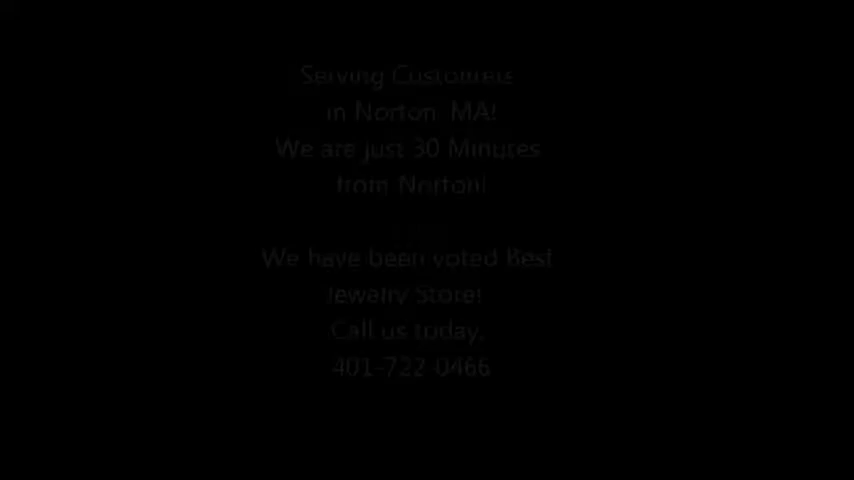 Serving Customers
in Norton, MA!
We are just 30 Minutes
from Norton!
We have been voted Best
Jewelry Store!
Call us today,
401-722-0466